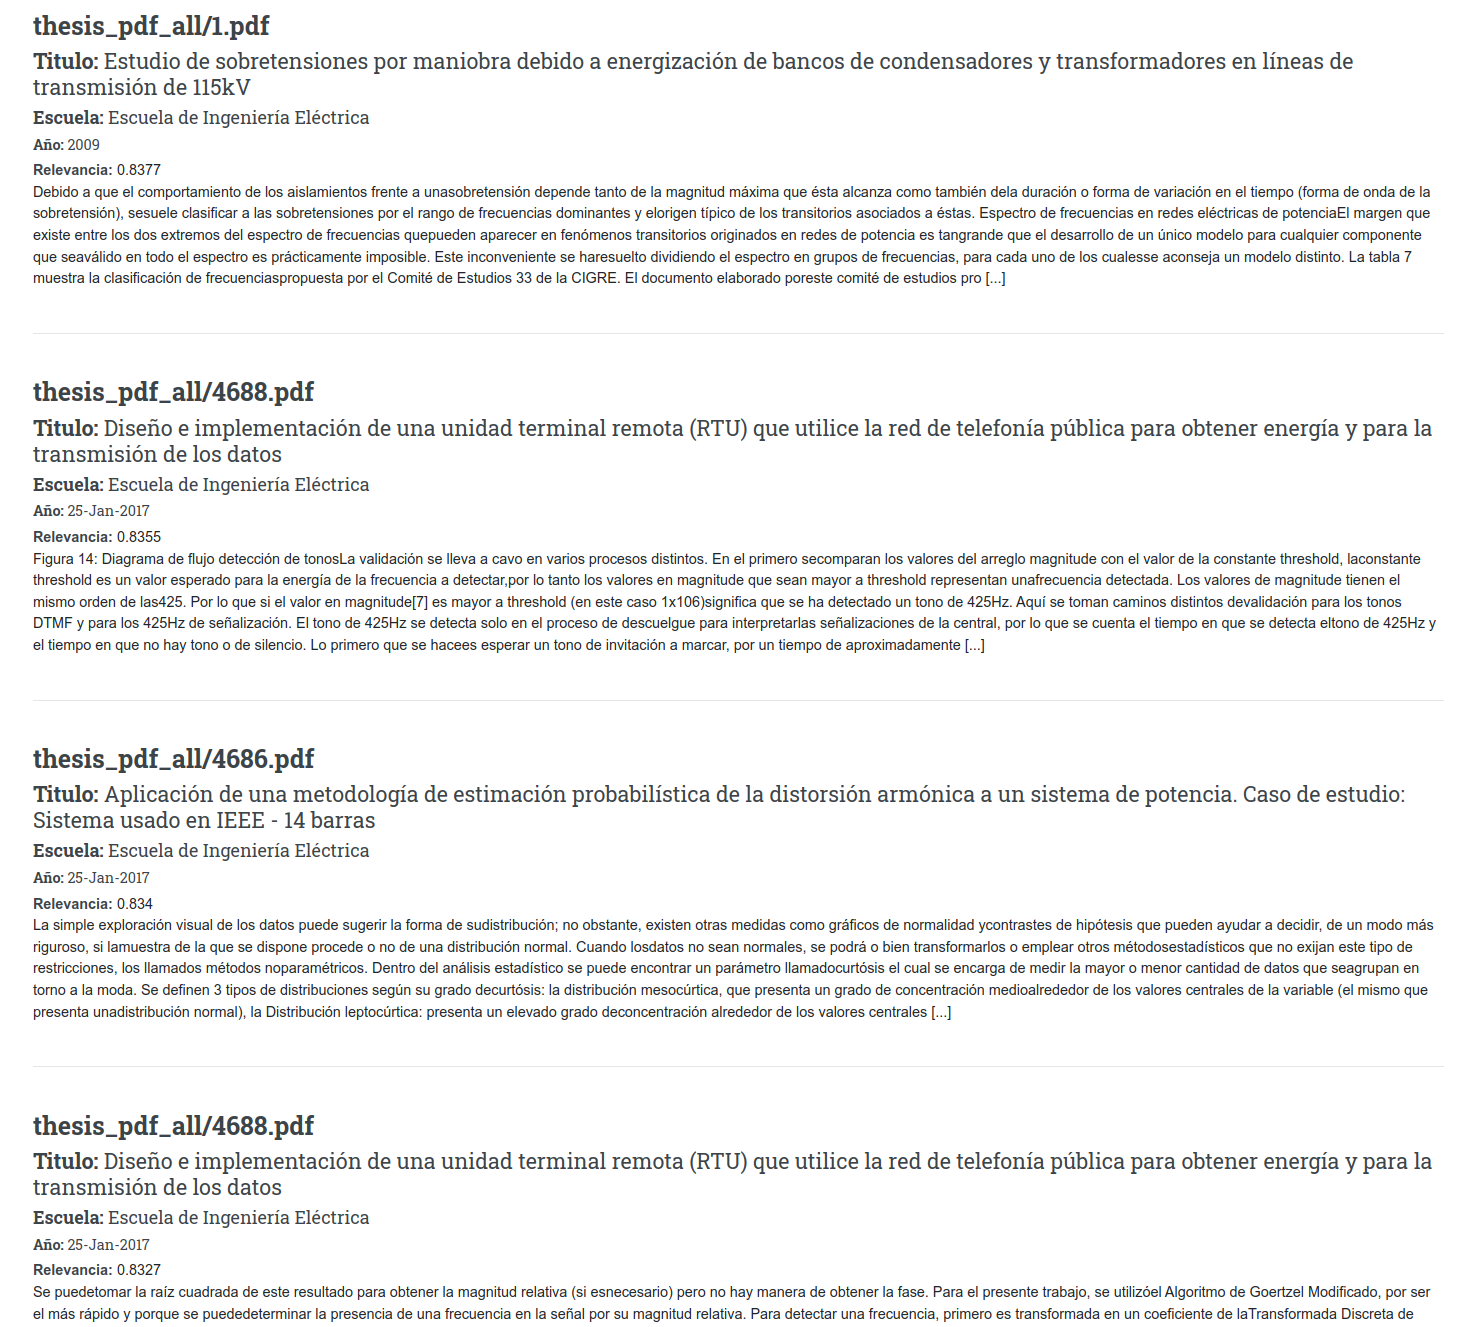 thesis_pdf_all/1.pdf
Titulo: Estudio de sobretensiones por maniobra debido a energización de bancos de condensadores y transformadores en líneas de
transmisión de 115kV
Escuela: Escuela de Ingeniería Eléctrica
Año: 2009
Relevancia: 0.8377
Debido a que el comportamiento de los aislamientos frente a unasobretensión depende tanto de la magnitud máxima que ésta alcanza como también dela duración o forma de variación en el tiempo (forma de onda de la
sobretensión), sesuele clasificar a las sobretensiones por el rango de frecuencias dominantes y elorigen típico de los transitorios asociados a éstas. Espectro de frecuencias en redes eléctricas de potenciaEl margen que
existe entre los dos extremos del espectro de frecuencias quepueden aparecer en fenómenos transitorios originados en redes de potencia es tangrande que el desarrollo de un único modelo para cualquier componente
que seaválido en todo el espectro es prácticamente imposible. Este inconveniente se haresuelto dividiendo el espectro en grupos de frecuencias, para cada uno de los cualesse aconseja un modelo distinto. La tabla 7
muestra la clasificación de frecuenciaspropuesta por el Comité de Estudios 33 de la CIGRE. El documento elaborado poreste comité de estudios pro [...]
thesis_pdf_all/4688.pdf
Titulo: Diseño e implementación de una unidad terminal remota (RTU) que utilice la red de telefonía pública para obtener energía y para la
transmisión de los datos
Escuela: Escuela de Ingeniería Eléctrica
Año: 25-Jan-2017
Relevancia: 0.8355
Figura 14: Diagrama de flujo detección de tonosLa validación se lleva a cavo en varios procesos distintos. En el primero secomparan los valores del arreglo magnitude con el valor de la constante threshold, laconstante
threshold es un valor esperado para la energía de la frecuencia a detectar,por lo tanto los valores en magnitude que sean mayor a threshold representan unafrecuencia detectada. Los valores de magnitude tienen el
mismo orden de las425. Por lo que si el valor en magnitude[7] es mayor a threshold (en este caso 1x106)significa que se ha detectado un tono de 425Hz. Aquí se toman caminos distintos devalidación para los tonos
DTMF y para los 425Hz de señalización. El tono de 425Hz se detecta solo en el proceso de descuelgue para interpretarlas señalizaciones de la central, por lo que se cuenta el tiempo en que se detecta eltono de 425Hz y
el tiempo en que no hay tono o de silencio. Lo primero que se hacees esperar un tono de invitación a marcar, por un tiempo de aproximadamente [...]
thesis_pdf_all/4686.pdf
Titulo: Aplicación de una metodología de estimación probabilística de la distorsión armónica a un sistema de potencia. Caso de estudio:
Sistema usado en IEEE - 14 barras
Escuela: Escuela de Ingeniería Eléctrica
Año: 25-Jan-2017
Relevancia: 0.834
La simple exploración visual de los datos puede sugerir la forma de sudistribución; no obstante, existen otras medidas como gráficos de normalidad ycontrastes de hipótesis que pueden ayudar a decidir, de un modo más
riguroso, si lamuestra de la que se dispone procede o no de una distribución normal. Cuando losdatos no sean normales, se podrá o bien transformarlos o emplear otros métodosestadísticos que no exijan este tipo de
restricciones, los llamados métodos noparamétricos. Dentro del análisis estadístico se puede encontrar un parámetro llamadocurtósis el cual se encarga de medir la mayor o menor cantidad de datos que seagrupan en
torno a la moda. Se definen 3 tipos de distribuciones según su grado decurtósis: la distribución mesocúrtica, que presenta un grado de concentración medioalrededor de los valores centrales de la variable (el mismo que
presenta unadistribución normal), la Distribución leptocúrtica: presenta un elevado grado deconcentración alrededor de los valores centrales [...]
thesis_pdf_all/4688.pdf
Titulo: Diseño e implementación de una unidad terminal remota (RTU) que utilice la red de telefonía pública para obtener energía y para la
transmisión de los datos
Escuela: Escuela de Ingeniería Eléctrica
Año: 25-Jan-2017
Relevancia: 0.8327
Se puedetomar la raíz cuadrada de este resultado para obtener la magnitud relativa (si esnecesario) pero no hay manera de obtener la fase. Para el presente trabajo, se utilizóel Algoritmo de Goertzel Modificado, por ser
el más rápido y porque se puededeterminar la presencia de una frecuencia en la señal por su magnitud relativa. Para detectar una frecuencia, primero es transformada en un coeficiente de laTransformada Discreta de